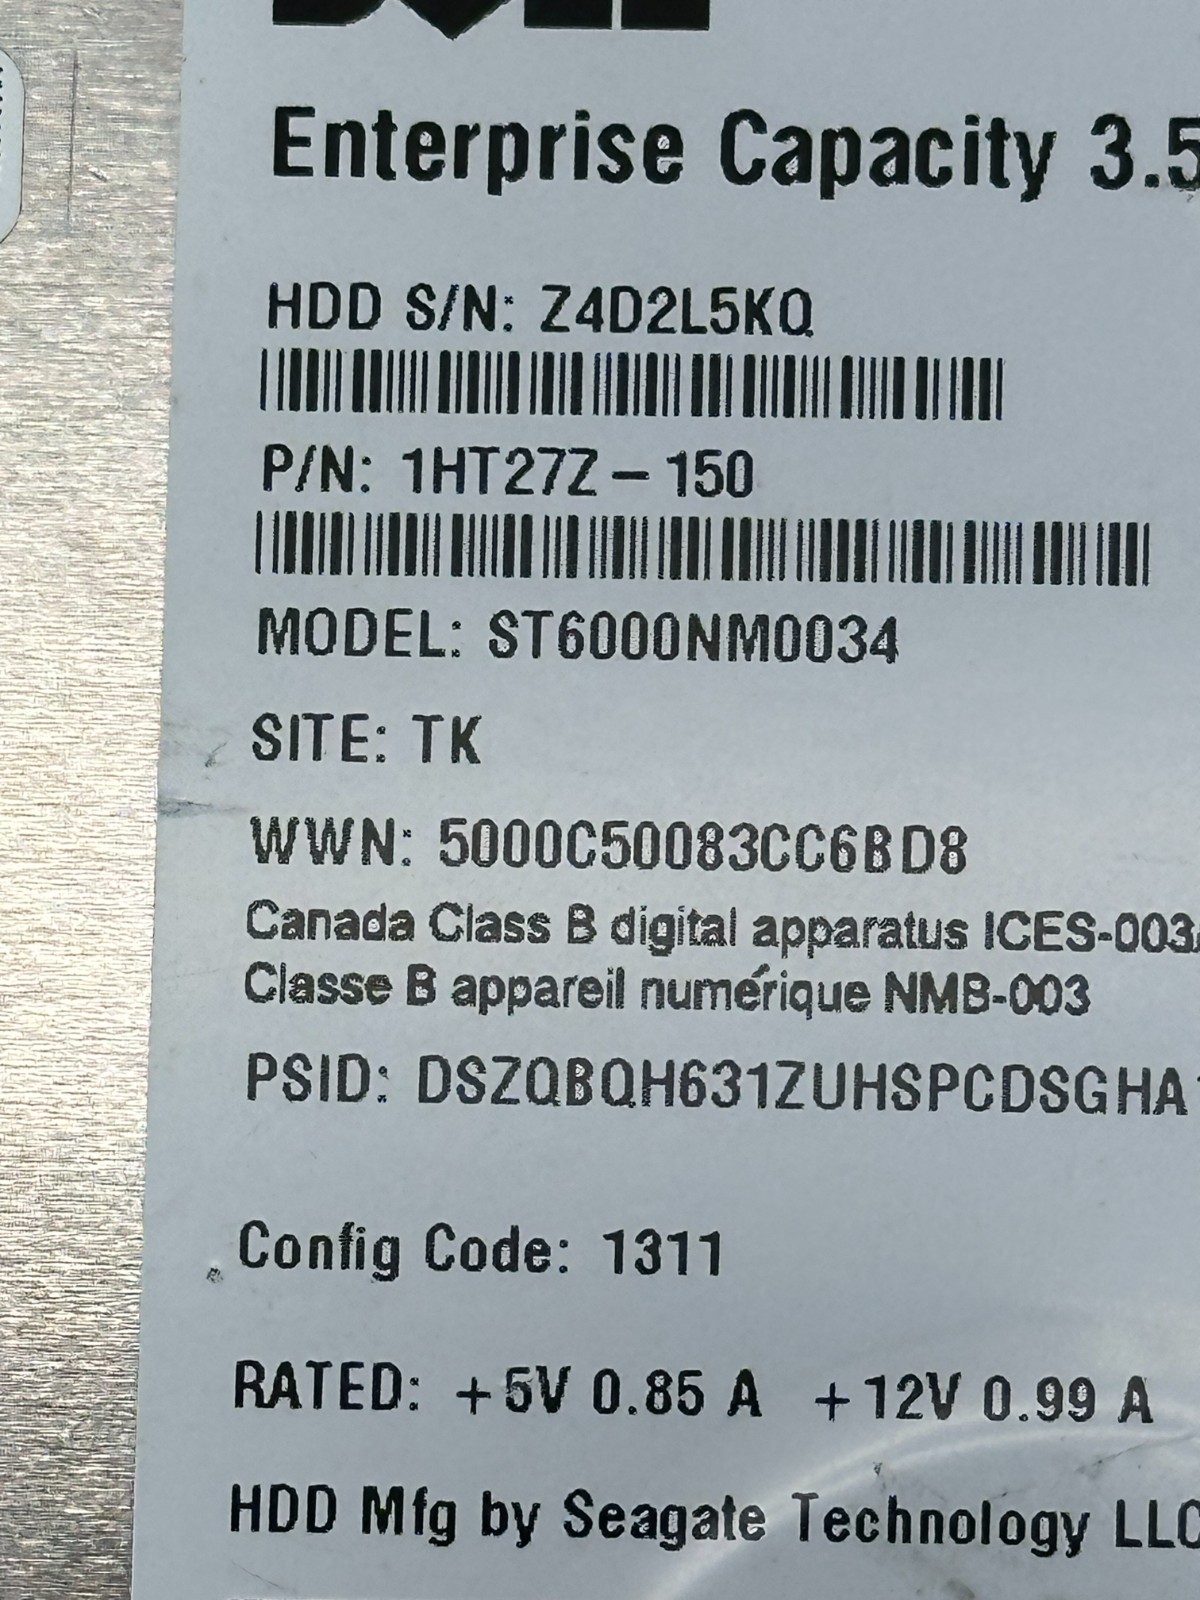 Enterprise Capacity 3.5
HDD S/N: Z4D2L5KQ
P/N: 1HT27Z – 150
MODEL: ST6000NM0034
SITE: TK
WWN: 5000C50083CC6BD8
Canada Class B digital apparatus ICES-003
Classe B appareil numérique NMB-003
PSID: DSZQBQH631ZUHSPCDSGHA
Config Code: 1311
RATED: +5V 0.85 A +12V 0.99 A
HDD Mfg by Seagate Technology LLC